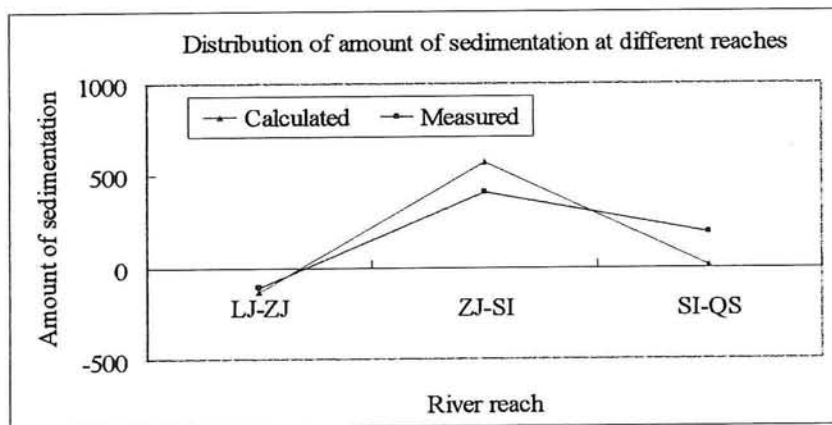 Distribution of amount of sedimentation at different reaches
Amount of sedimentation
1000
500
0
-500
Calculated
Measured
LJ-ZJ
ZJ-SI
SI-QS
River reach